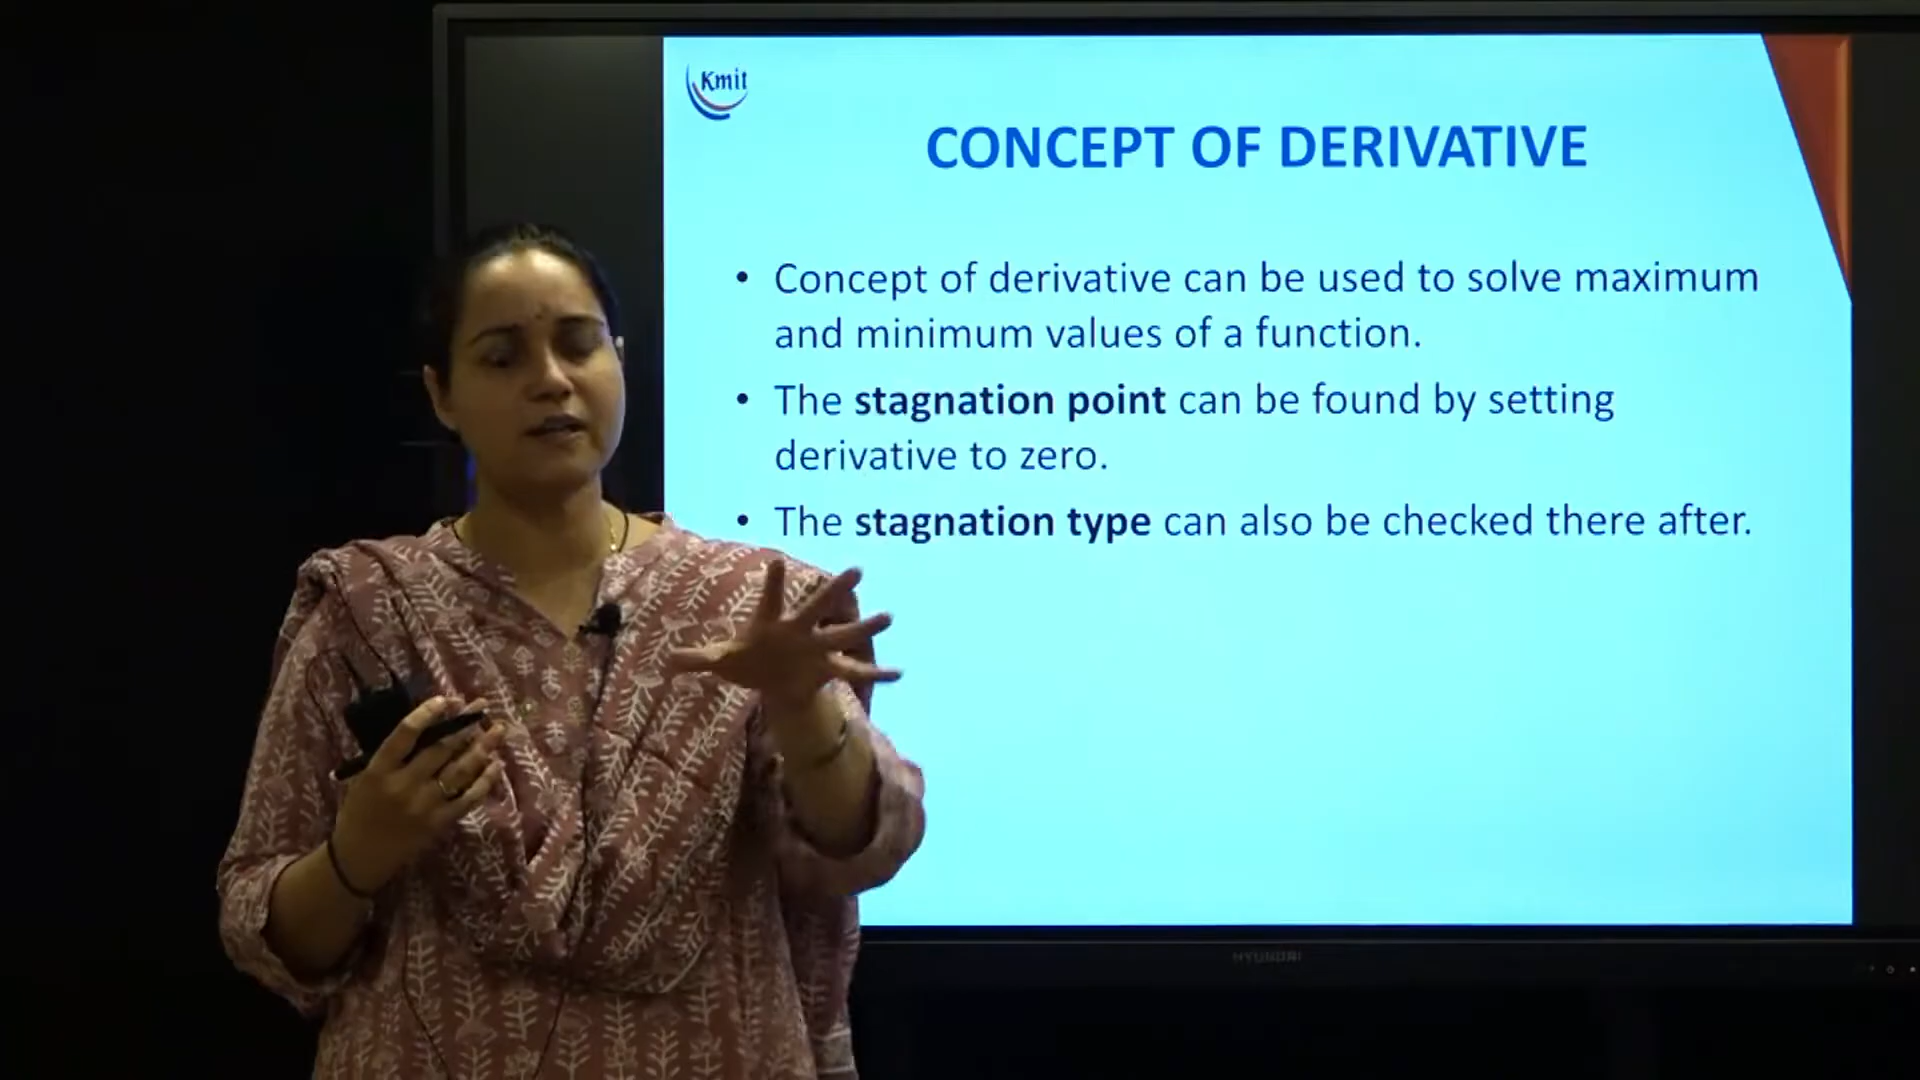 Kmit
CONCEPT OF DERIVATIVE
• Concept of derivative can be used to solve maximum
and minimum values of a function.
• The stagnation point can be found by setting
derivative to zero.
• The stagnation type can also be checked there after.
HYUNDAI